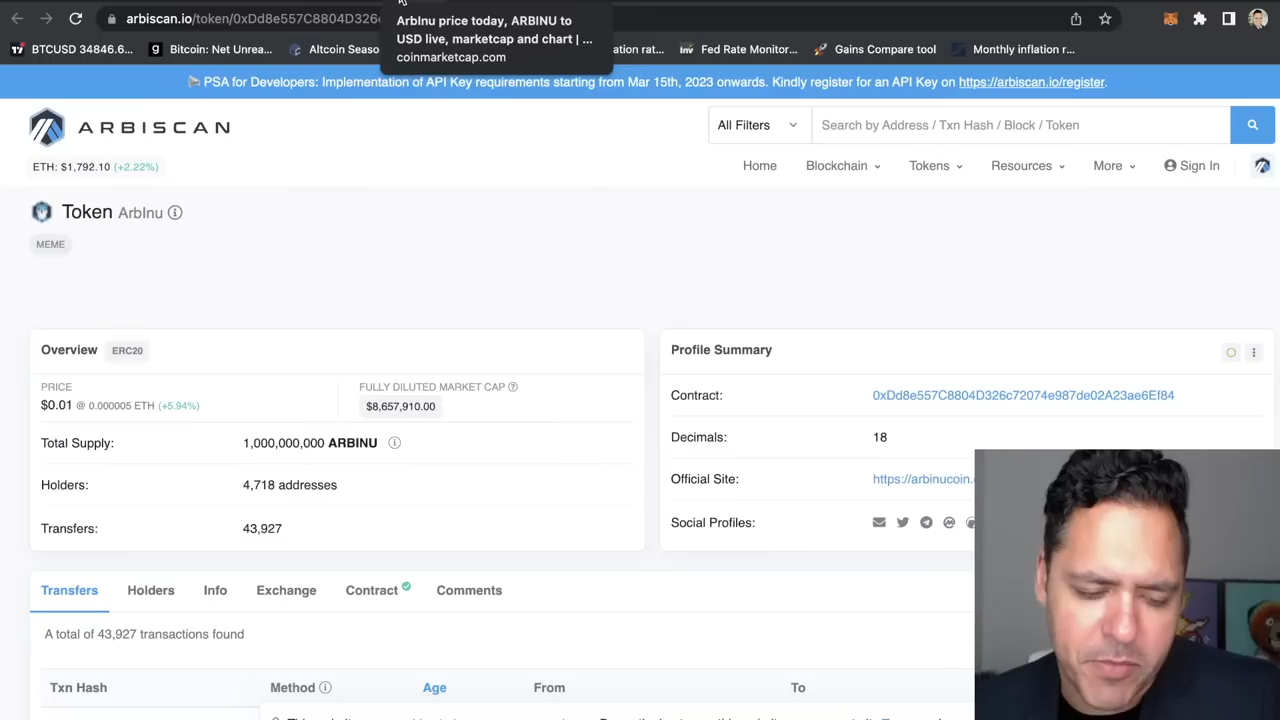 arbiscan.io/token/0xDd8e557C8804D326c
ArbInu price today, ARBINU to
USD live, marketcap and chart | ...
coinmarketcap.com
BTCUSD 34846.6...
Bitcoin: Net Unrea...
Altcoin Seaso
ation rat...
Fed Rate Monitor...
Gains Compare tool
Monthly inflation r...
PSA for Developers: Implementation of API Key requirements starting from Mar 15th, 2023 onwards. Kindly register for an API Key on https://arbiscan.io/register.
ARBISCAN
All Filters
Search by Address / Txn Hash / Block / Token
ETH: $1,792.10 (+2.22%)
Home
Blockchain
Tokens
Resources
More
Sign In
Token ArbInu
MEME
Overview ERC20
PRICE
$0.01 @ 0.000005 ETH (+5.94%)
FULLY DILUTED MARKET CAP
$8,657,910.00
Total Supply: 1,000,000,000 ARBINU
Holders: 4,718 addresses
Transfers: 43,927
Profile Summary
Contract: 0xDd8e557C8804D326c72074e987de02A23ae6Ef84
Decimals: 18
Official Site: https://arbinucoin.
Social Profiles:
Transfers
Holders
Info
Exchange
Contract
Comments
A total of 43,927 transactions found
Txn Hash
Method
Age
From
To